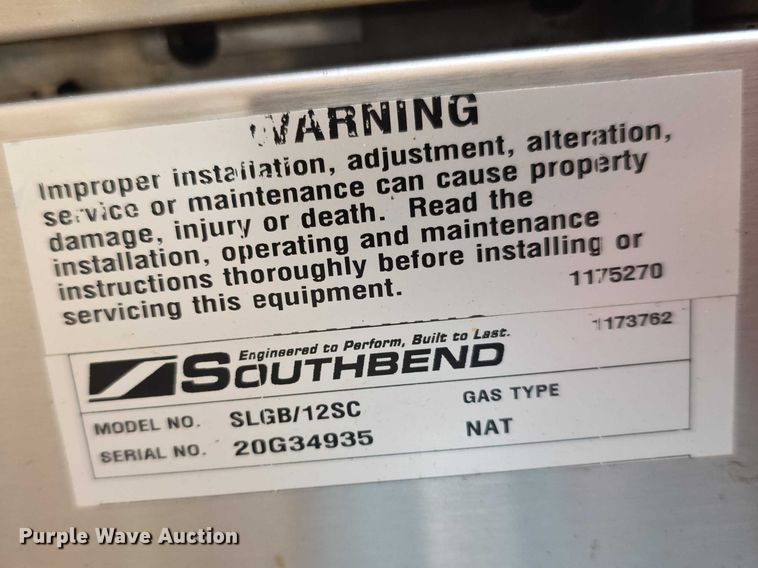 WARNING
Improper installation, adjustment, alteration,
service or maintenance can cause property
damage, injury or death. Read the
installation, operating and maintenance
instructions thoroughly before installing or
servicing this equipment.
1175270
1173762
Engineered to Perform, Built to Last.
SOUTHBEND
MODEL NO. SLGB/12SC GAS TYPE
SERIAL NO. 20G34935 NAT
Purple Wave Auction